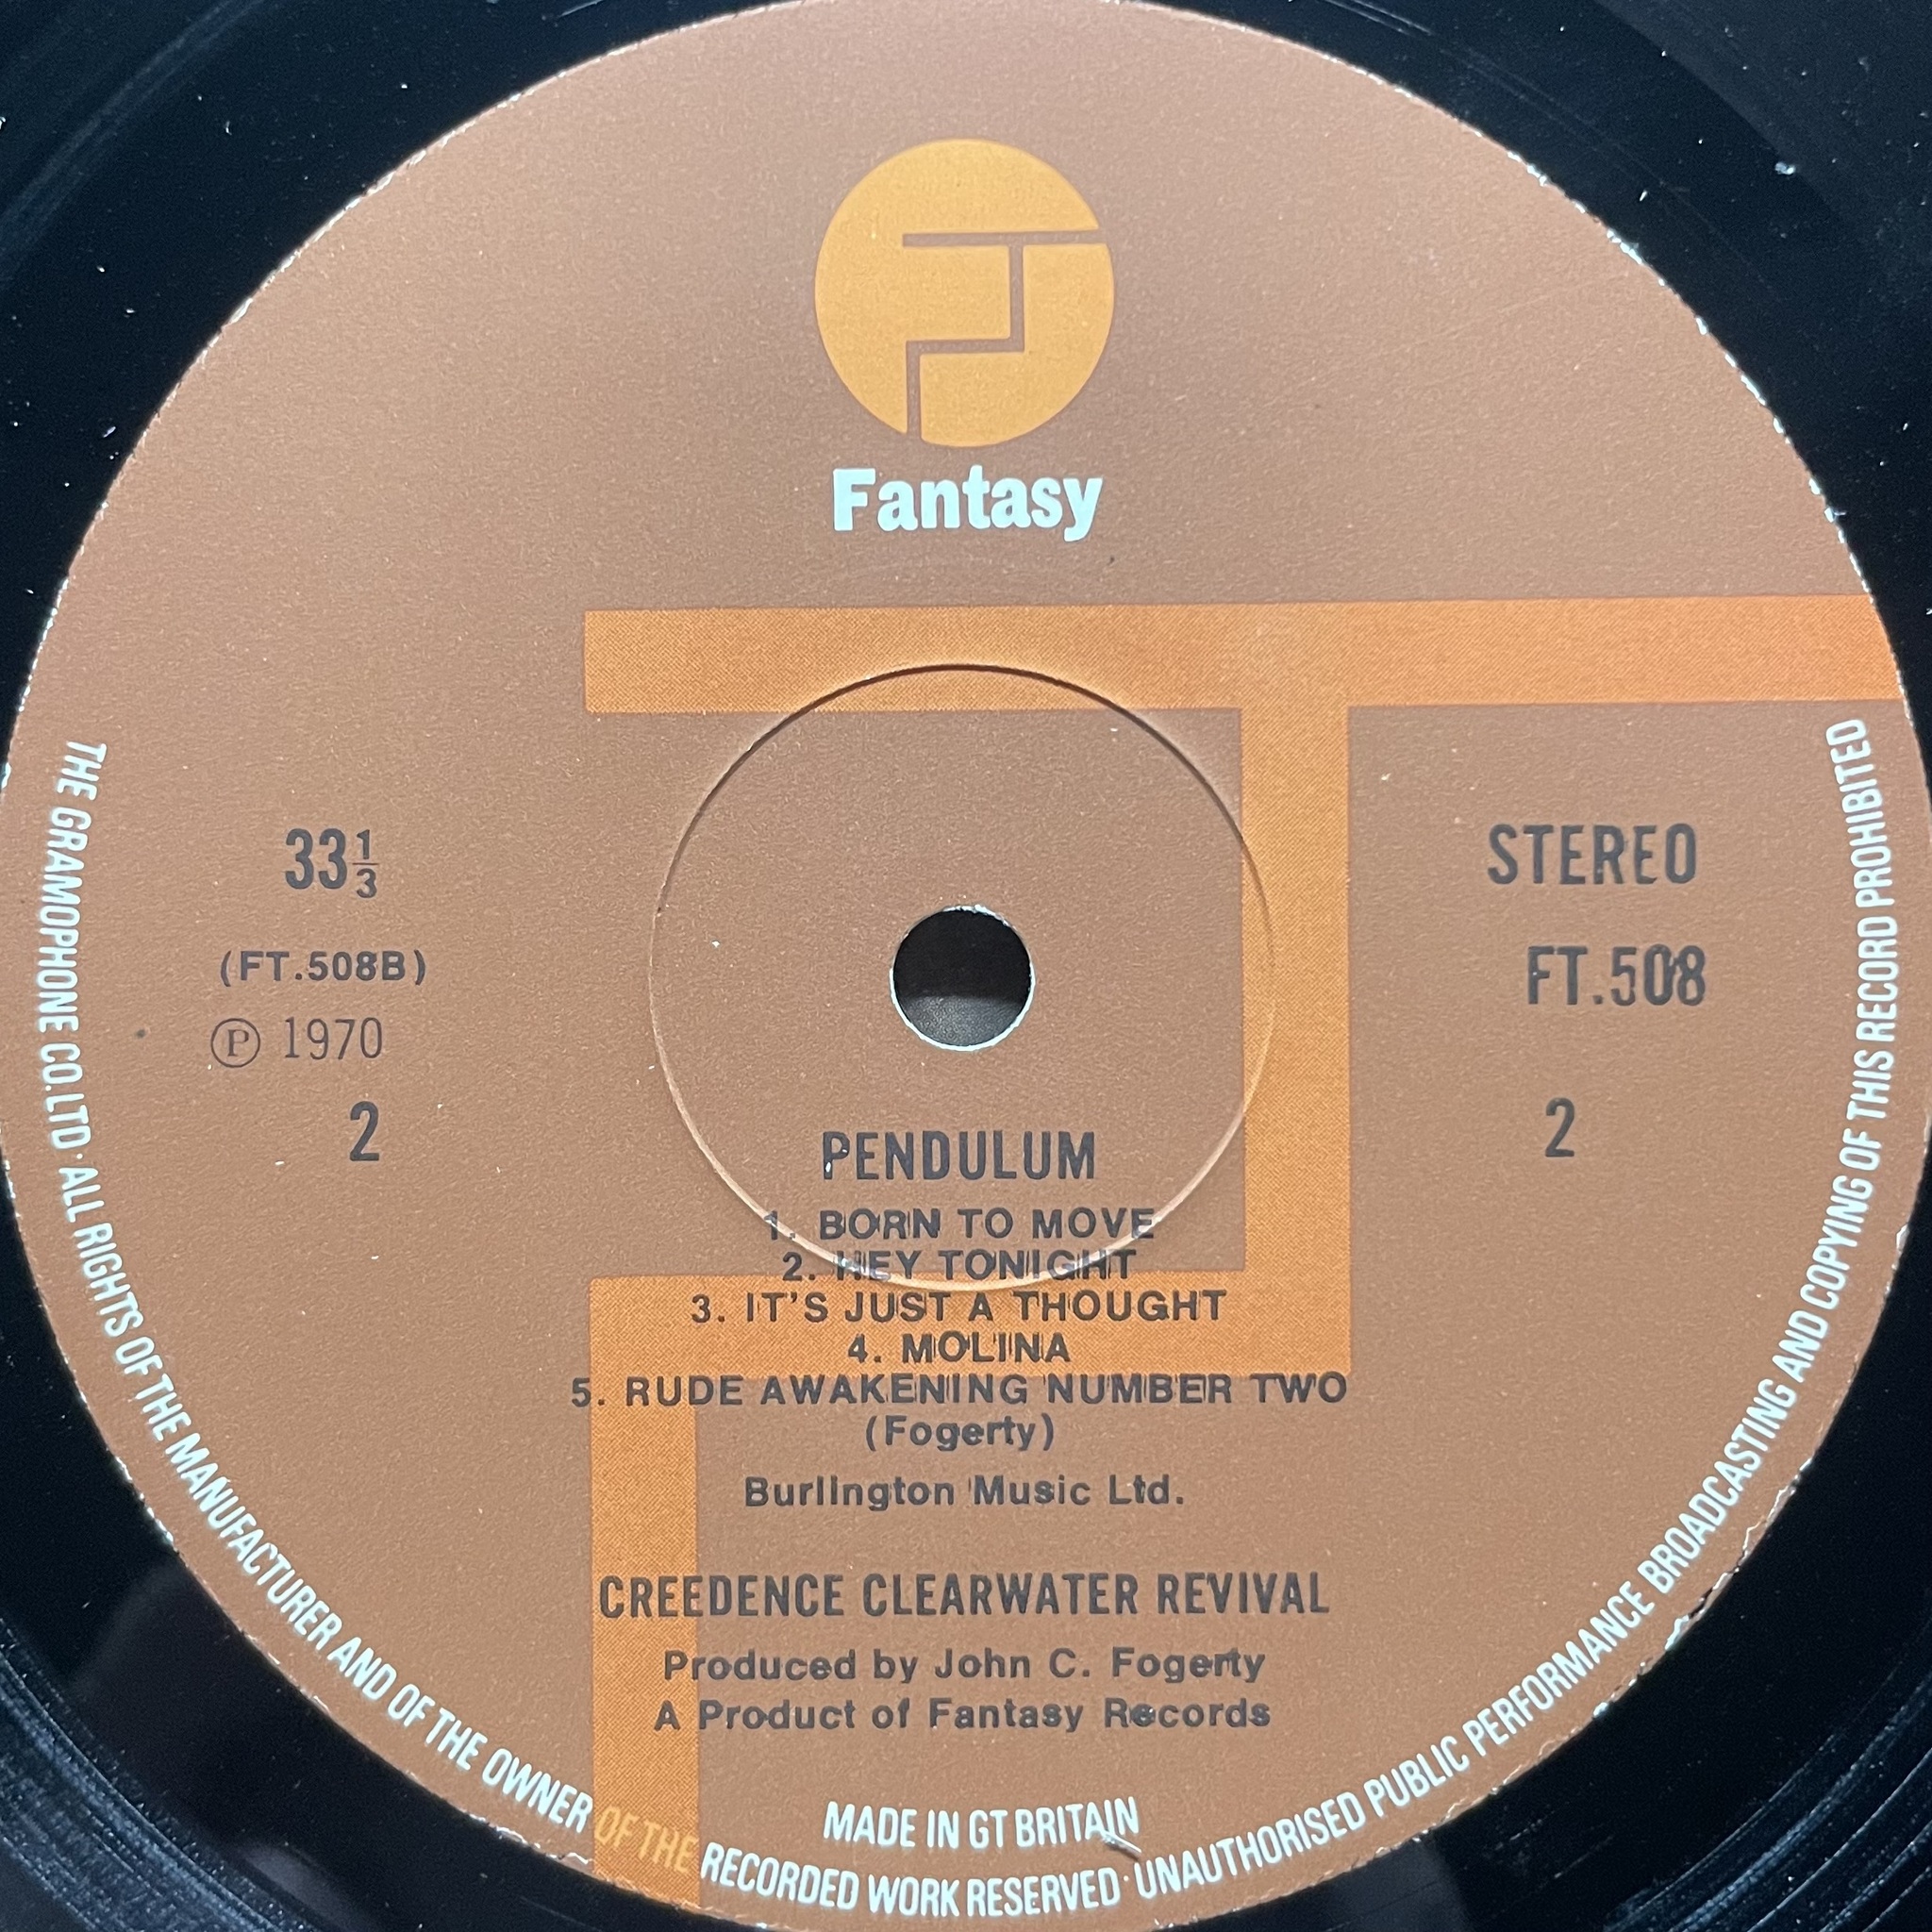 Fantasy
33⅓
STEREO
(FT.508B)
FT.508
Ⓟ 1970
2
2
PENDULUM
1. BORN TO MOVE
2. HEY TONIGHT
3. IT'S JUST A THOUGHT
4. MOLINA
5. RUDE AWAKENING NUMBER TWO
(Fogerty)
Burlington Music Ltd.
CREEDENCE CLEARWATER REVIVAL
Produced by John C. Fogerty
A Product of Fantasy Records
MADE IN GT BRITAIN
THE GRAMOPHONE CO.LTD · ALL RIGHTS OF THE MANUFACTURER AND OF THE OWNER OF THE RECORDED WORK RESERVED · UNAUTHORISED PUBLIC PERFORMANCE BROADCASTING AND COPYING OF THIS RECORD PROHIBITED